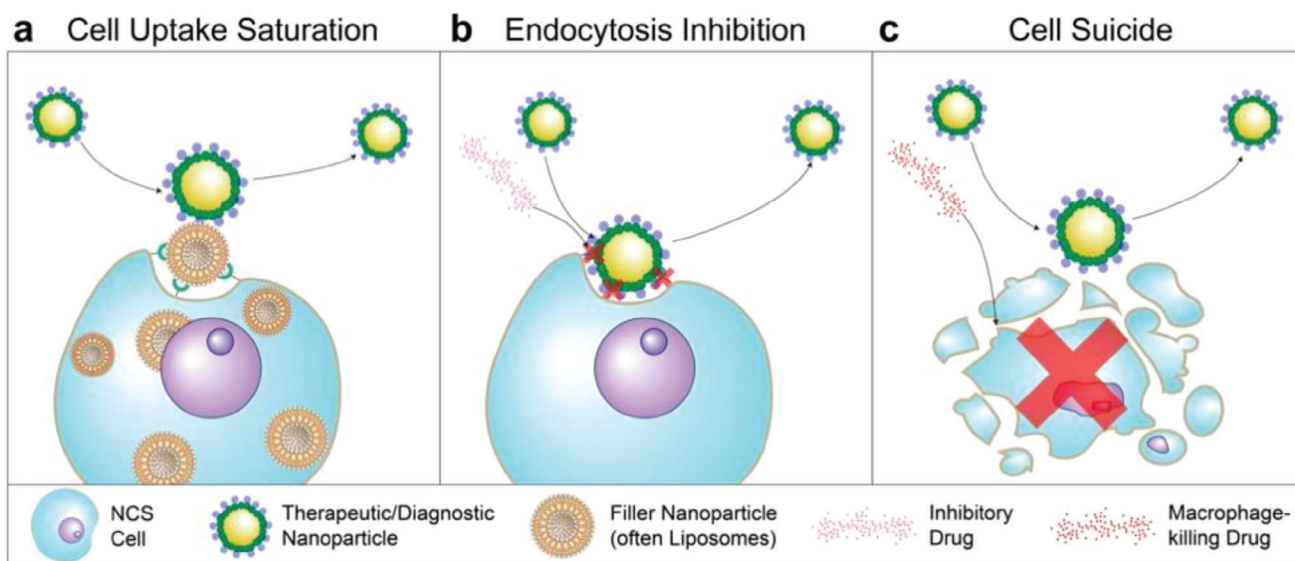 a Cell Uptake Saturation
b Endocytosis Inhibition
c Cell Suicide
NCS
Cell
Therapeutic/Diagnostic
Nanoparticle
Filler Nanoparticle
(often Liposomes)
Inhibitory
Drug
Macrophage-
killing Drug